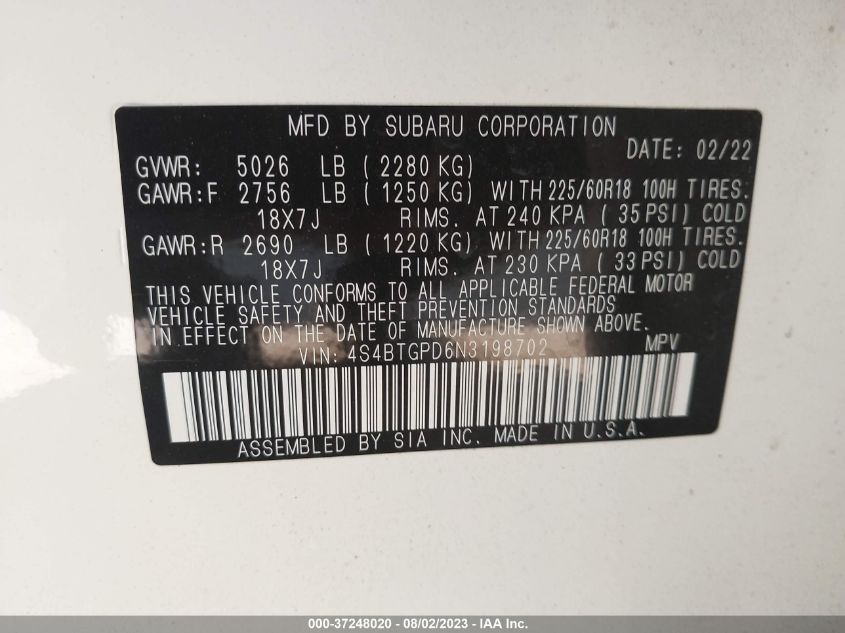 MFD BY SUBARU CORPORATION
DATE: 02/22
GVWR: 5026 LB ( 2280 KG)
GAWR:F 2756 LB ( 1250 KG) WITH 225/60R18 100H TIRES.
18X7J RIMS. AT 240 KPA ( 35 PSI) COLD
GAWR:R 2690 LB ( 1220 KG) WITH 225/60R18 100H TIRES.
18X7J RIMS. AT 230 KPA ( 33 PSI) COLD
THIS VEHICLE CONFORMS TO ALL APPLICABLE FEDERAL MOTOR
VEHICLE SAFETY AND THEFT PREVENTION STANDARDS
IN EFFECT ON THE DATE OF MANUFACTURE SHOWN ABOVE.
VIN: 4S4BTGPD6N3198702 MPV
ASSEMBLED BY SIA INC. MADE IN U.S.A.
000-37248020 - 08/02/2023 - IAA Inc.